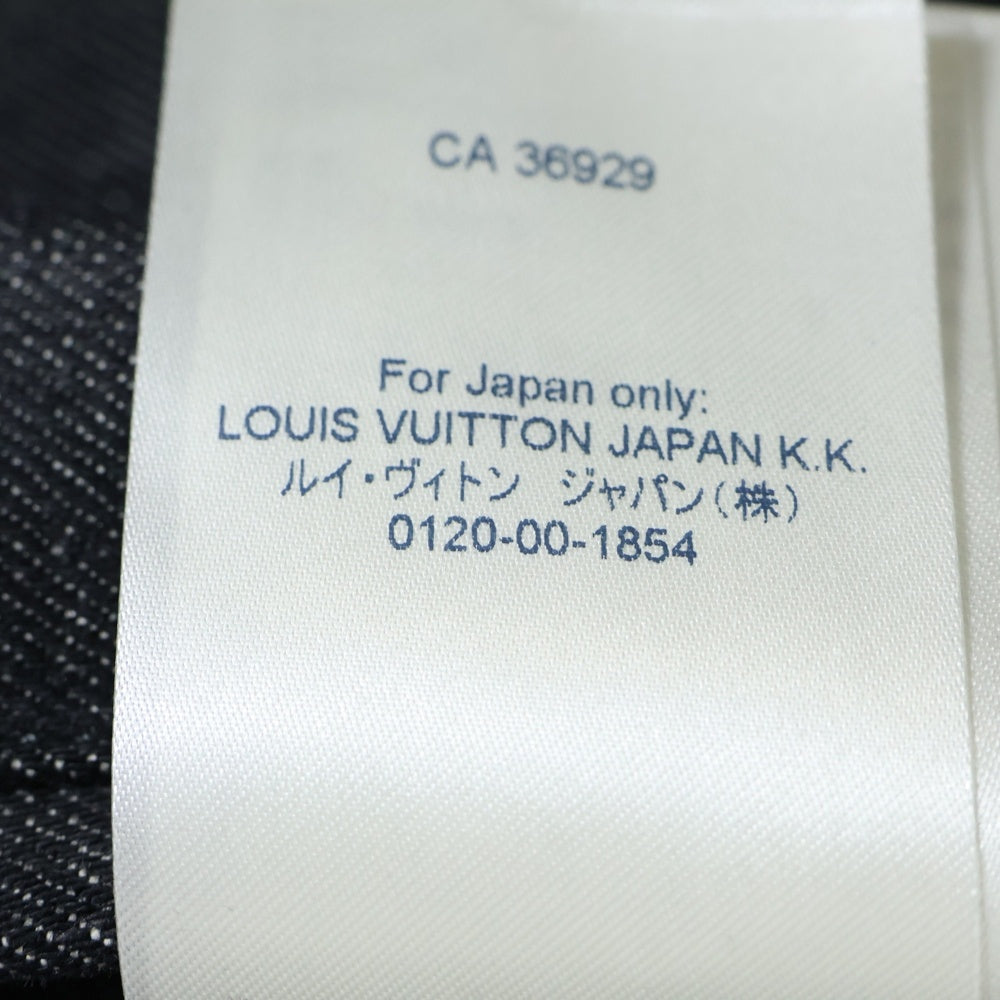 CA 36929
For Japan only:
LOUIS VUITTON JAPAN K.K.
ルイ・ヴィトン　ジャパン(株)
0120-00-1854